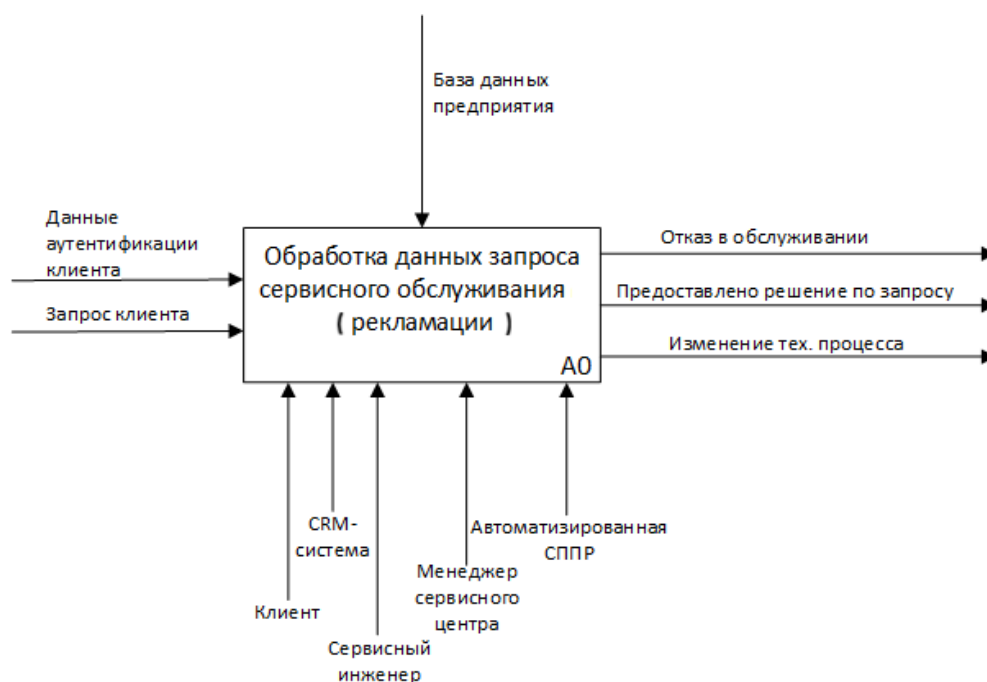 База данных
предприятия
Данные
аутентификации
клиента
Запрос клиента
Обработка данных запроса
сервисного обслуживания
( рекламации )
A0
Отказ в обслуживании
Предоставлено решение по запросу
Изменение тех. процесса
Клиент
CRM-
система
Сервисный
инженер
Менеджер
сервисного
центра
Автоматизированная
СППР